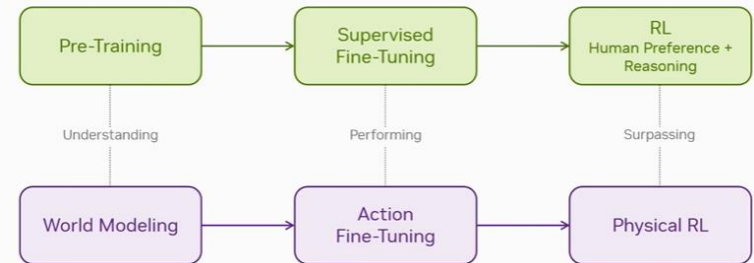 Pre-Training
Supervised
Fine-Tuning
RL
Human Preference +
Reasoning
Understanding
Performing
Surpassing
World Modeling
Action
Fine-Tuning
Physical RL